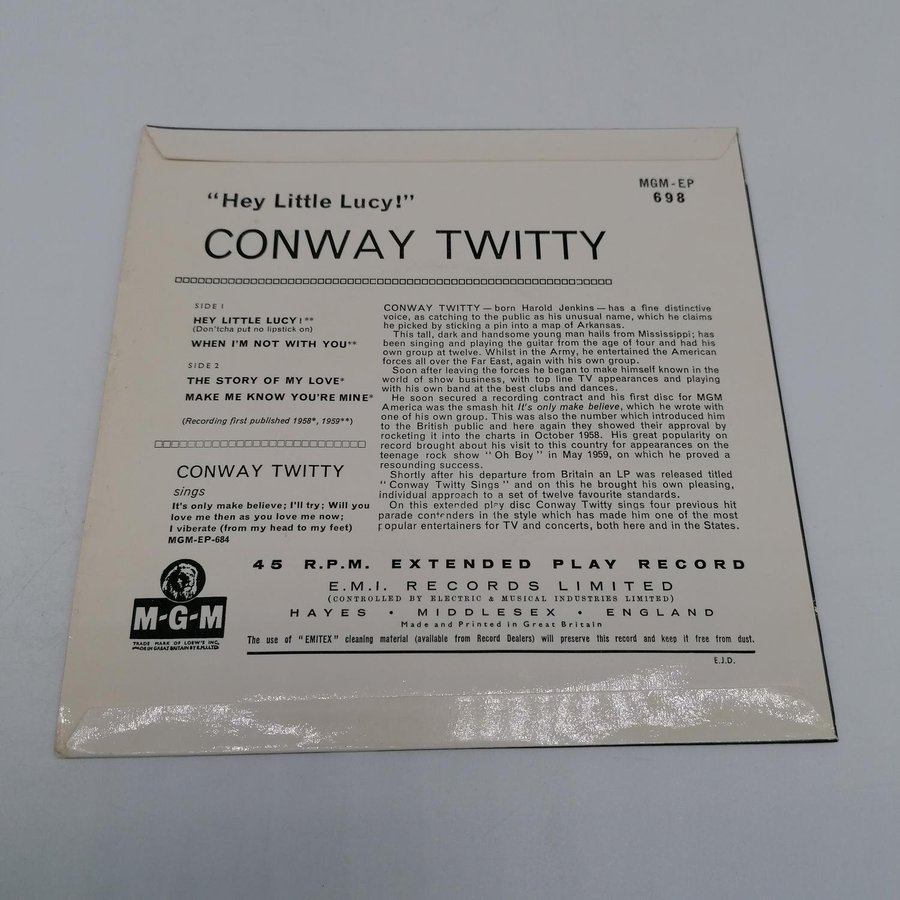 "Hey Little Lucy!"
MGM-EP
698
CONWAY TWITTY
SIDE 1
HEY LITTLE LUCY!**
(Don'tcha put no lipstick on)
WHEN I'M NOT WITH YOU**
SIDE 2
THE STORY OF MY LOVE*
MAKE ME KNOW YOU'RE MINE*
(Recording first published 1958*, 1959**)
CONWAY TWITTY
sings
It's only make believe; I'll try; Will you
love me then as you love me now;
I viberate (from my head to my feet)
MGM-EP-684
CONWAY TWITTY — born Harold Jenkins — has a fine distinctive
voice, as catching to the public as his unusual name, which he claims
he picked by sticking a pin into a map of Arkansas.
This tall, dark and handsome young man hails from Mississippi; has
been singing and playing the guitar from the age of four and had his
own group at twelve. Whilst in the Army, he entertained the American
forces all over the Far East, again with his own group.
Soon after leaving the forces he began to make himself known in the
world of show business, with top line TV appearances and playing
with his own band at the best clubs and dances.
He soon secured a recording contract and his first disc for MGM
America was the smash hit It's only make believe, which he wrote with
one of his own group. This was also the number which introduced him
to the British public and here again they showed their approval by
rocketing it into the charts in October 1958. His great popularity on
record brought about his visit to this country for appearances on the
teenage rock show "Oh Boy" in May 1959, on which he proved a
resounding success.
Shortly after his departure from Britain an LP was released titled
"Conway Twitty Sings" and on this he brought his own pleasing,
individual approach to a set of twelve favourite standards.
On this extended play disc Conway Twitty sings four previous hit
parade contenders in the style which has made him one of the most
popular entertainers for TV and concerts, both here and in the States.
45 R.P.M. EXTENDED PLAY RECORD
E.M.I. RECORDS LIMITED
(CONTROLLED BY ELECTRIC & MUSICAL INDUSTRIES LIMITED)
HAYES • MIDDLESEX • ENGLAND
Made and Printed in Great Britain
The use of "EMITEX" cleaning material (available from Record Dealers) will preserve this record and keep it free from dust.
E.J.D.
M-G-M
TRADE MARK OF LOEW'S INC.
MADE IN GREAT BRITAIN BY E.M.I.LTD